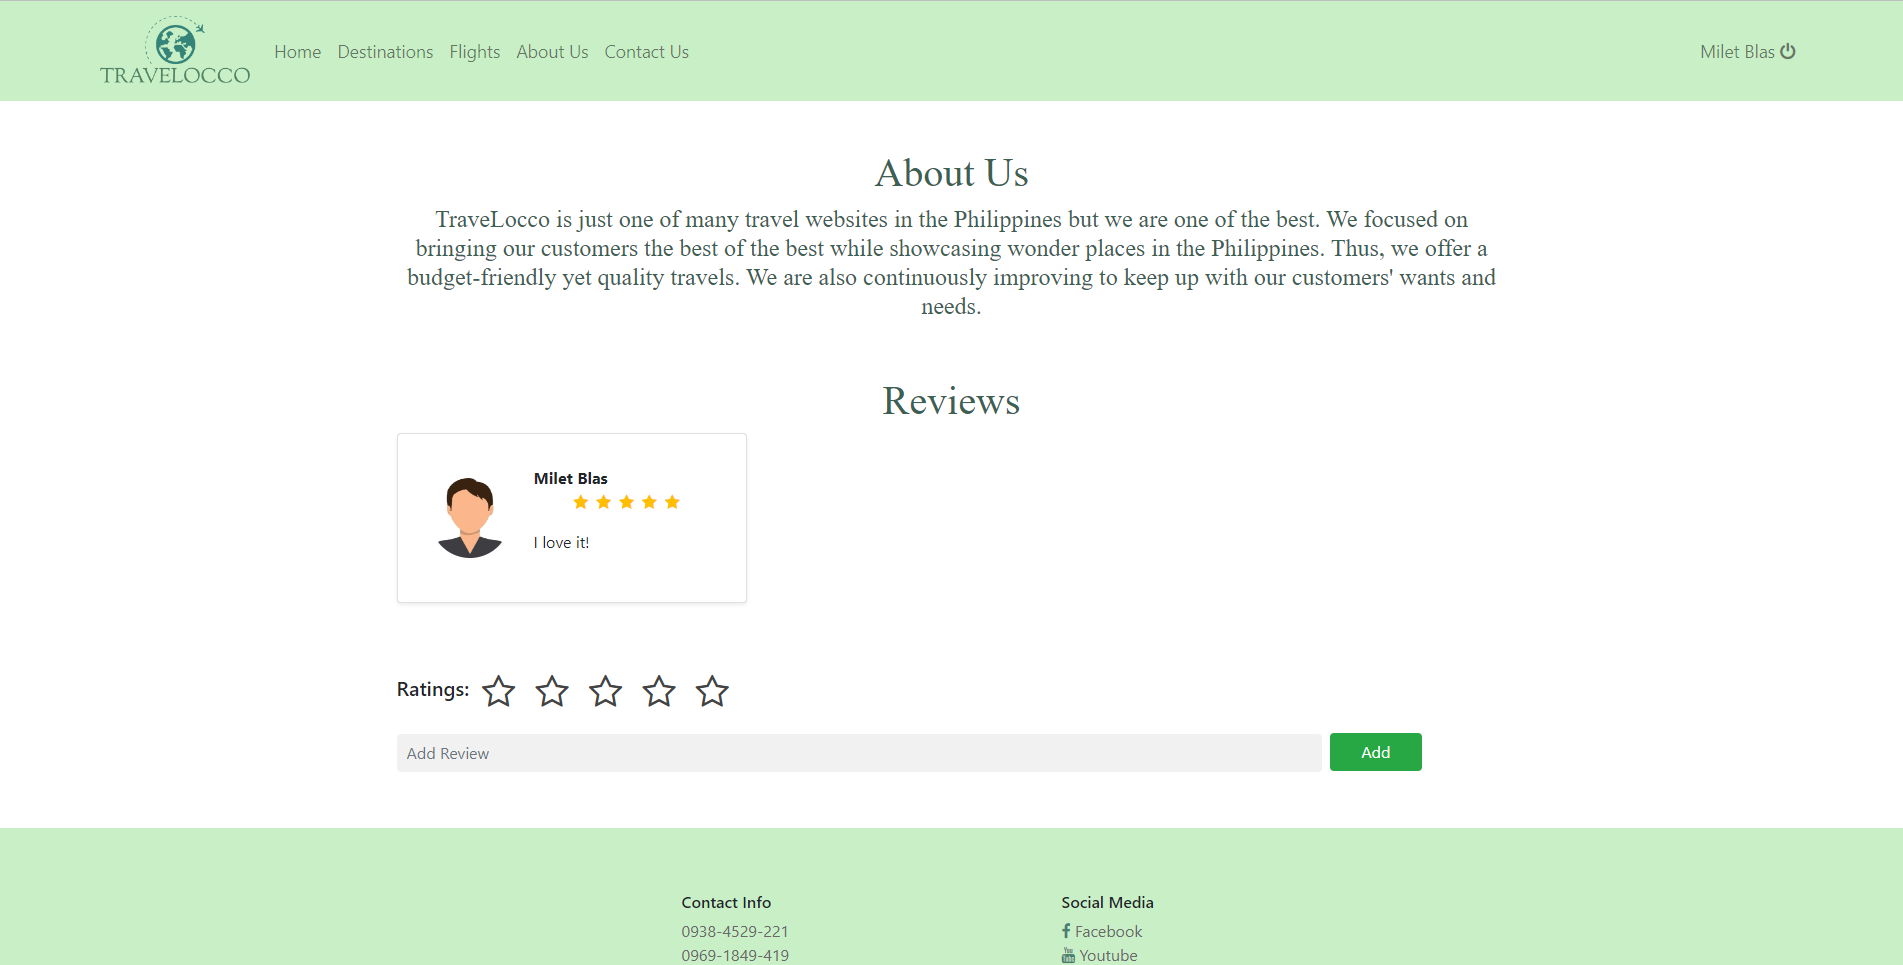 TRAVELOCCO
Home Destinations Flights About Us Contact Us
Milet Blas
About Us
TraveLocco is just one of many travel websites in the Philippines but we are one of the best. We focused on
bringing our customers the best of the best while showcasing wonder places in the Philippines. Thus, we offer a
budget-friendly yet quality travels. We are also continuously improving to keep up with our customers' wants and
needs.
Reviews
Milet Blas
I love it!
Ratings:
Add Review
Add
Contact Info
0938-4529-221
0969-1849-419
Social Media
Facebook
Youtube